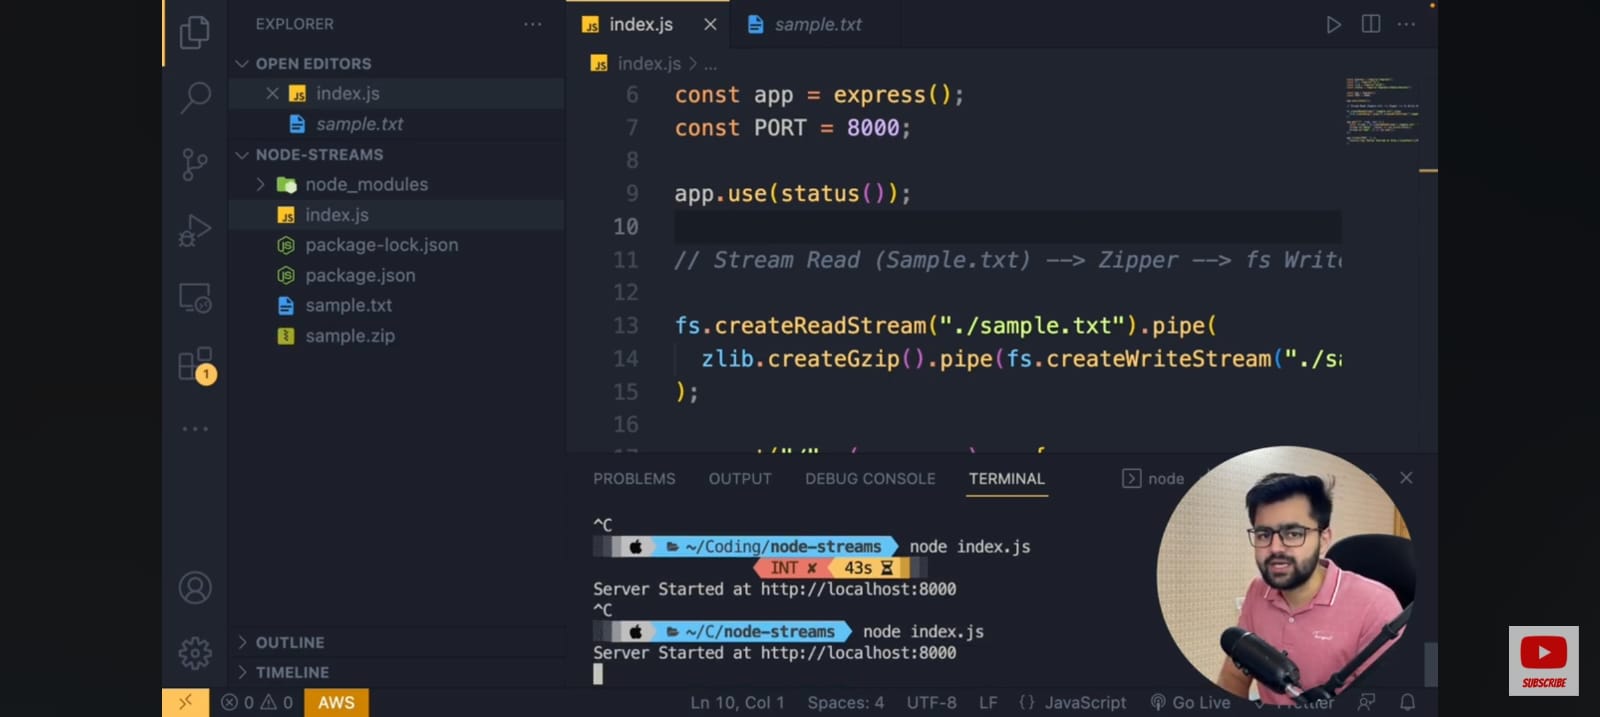 EXPLORER
index.js
sample.txt
OPEN EDITORS
index.js
sample.txt
NODE-STREAMS
node_modules
index.js
package-lock.json
package.json
sample.txt
sample.zip
OUTLINE
TIMELINE
1
index.js > ...
6 const app = express();
7 const PORT = 8000;
8
9 app.use(status());
10
11 // Stream Read (Sample.txt) --> Zipper --> fs Write
12
13 fs.createReadStream("./sample.txt").pipe(
14 zlib.createGzip().pipe(fs.createWriteStream("./sa
15 );
16
PROBLEMS OUTPUT DEBUG CONSOLE TERMINAL node
^C
~/Coding/node-streams node index.js
INT ✘ 43s
Server Started at http://localhost:8000
^C
~/C/node-streams node index.js
Server Started at http://localhost:8000
0 0 AWS Ln 10, Col 1 Spaces: 4 UTF-8 LF {} JavaScript Go Live
SUBSCRIBE